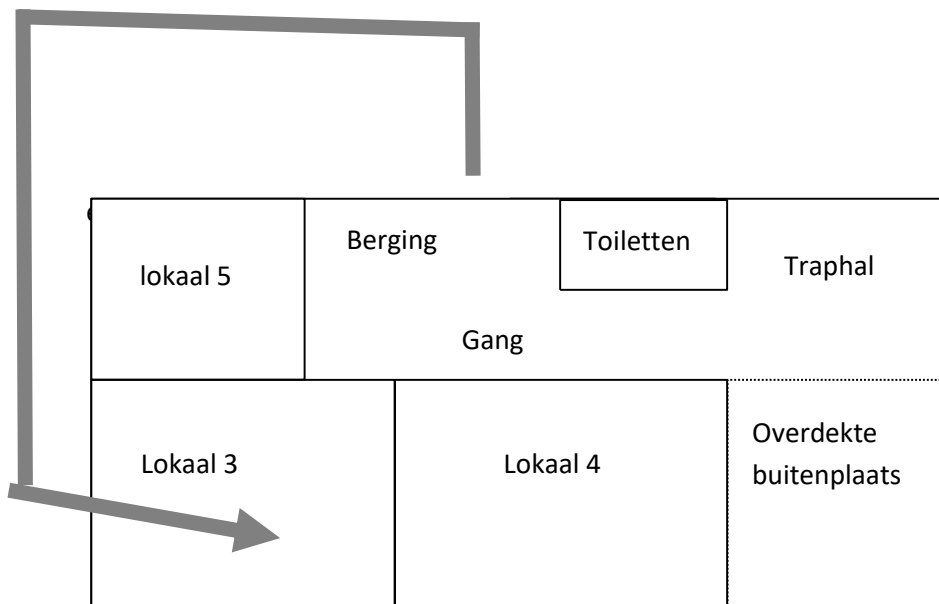 Berging
Toiletten
Traphal
lokaal 5
Gang
Lokaal 3
Lokaal 4
Overdekte
buitenplaats